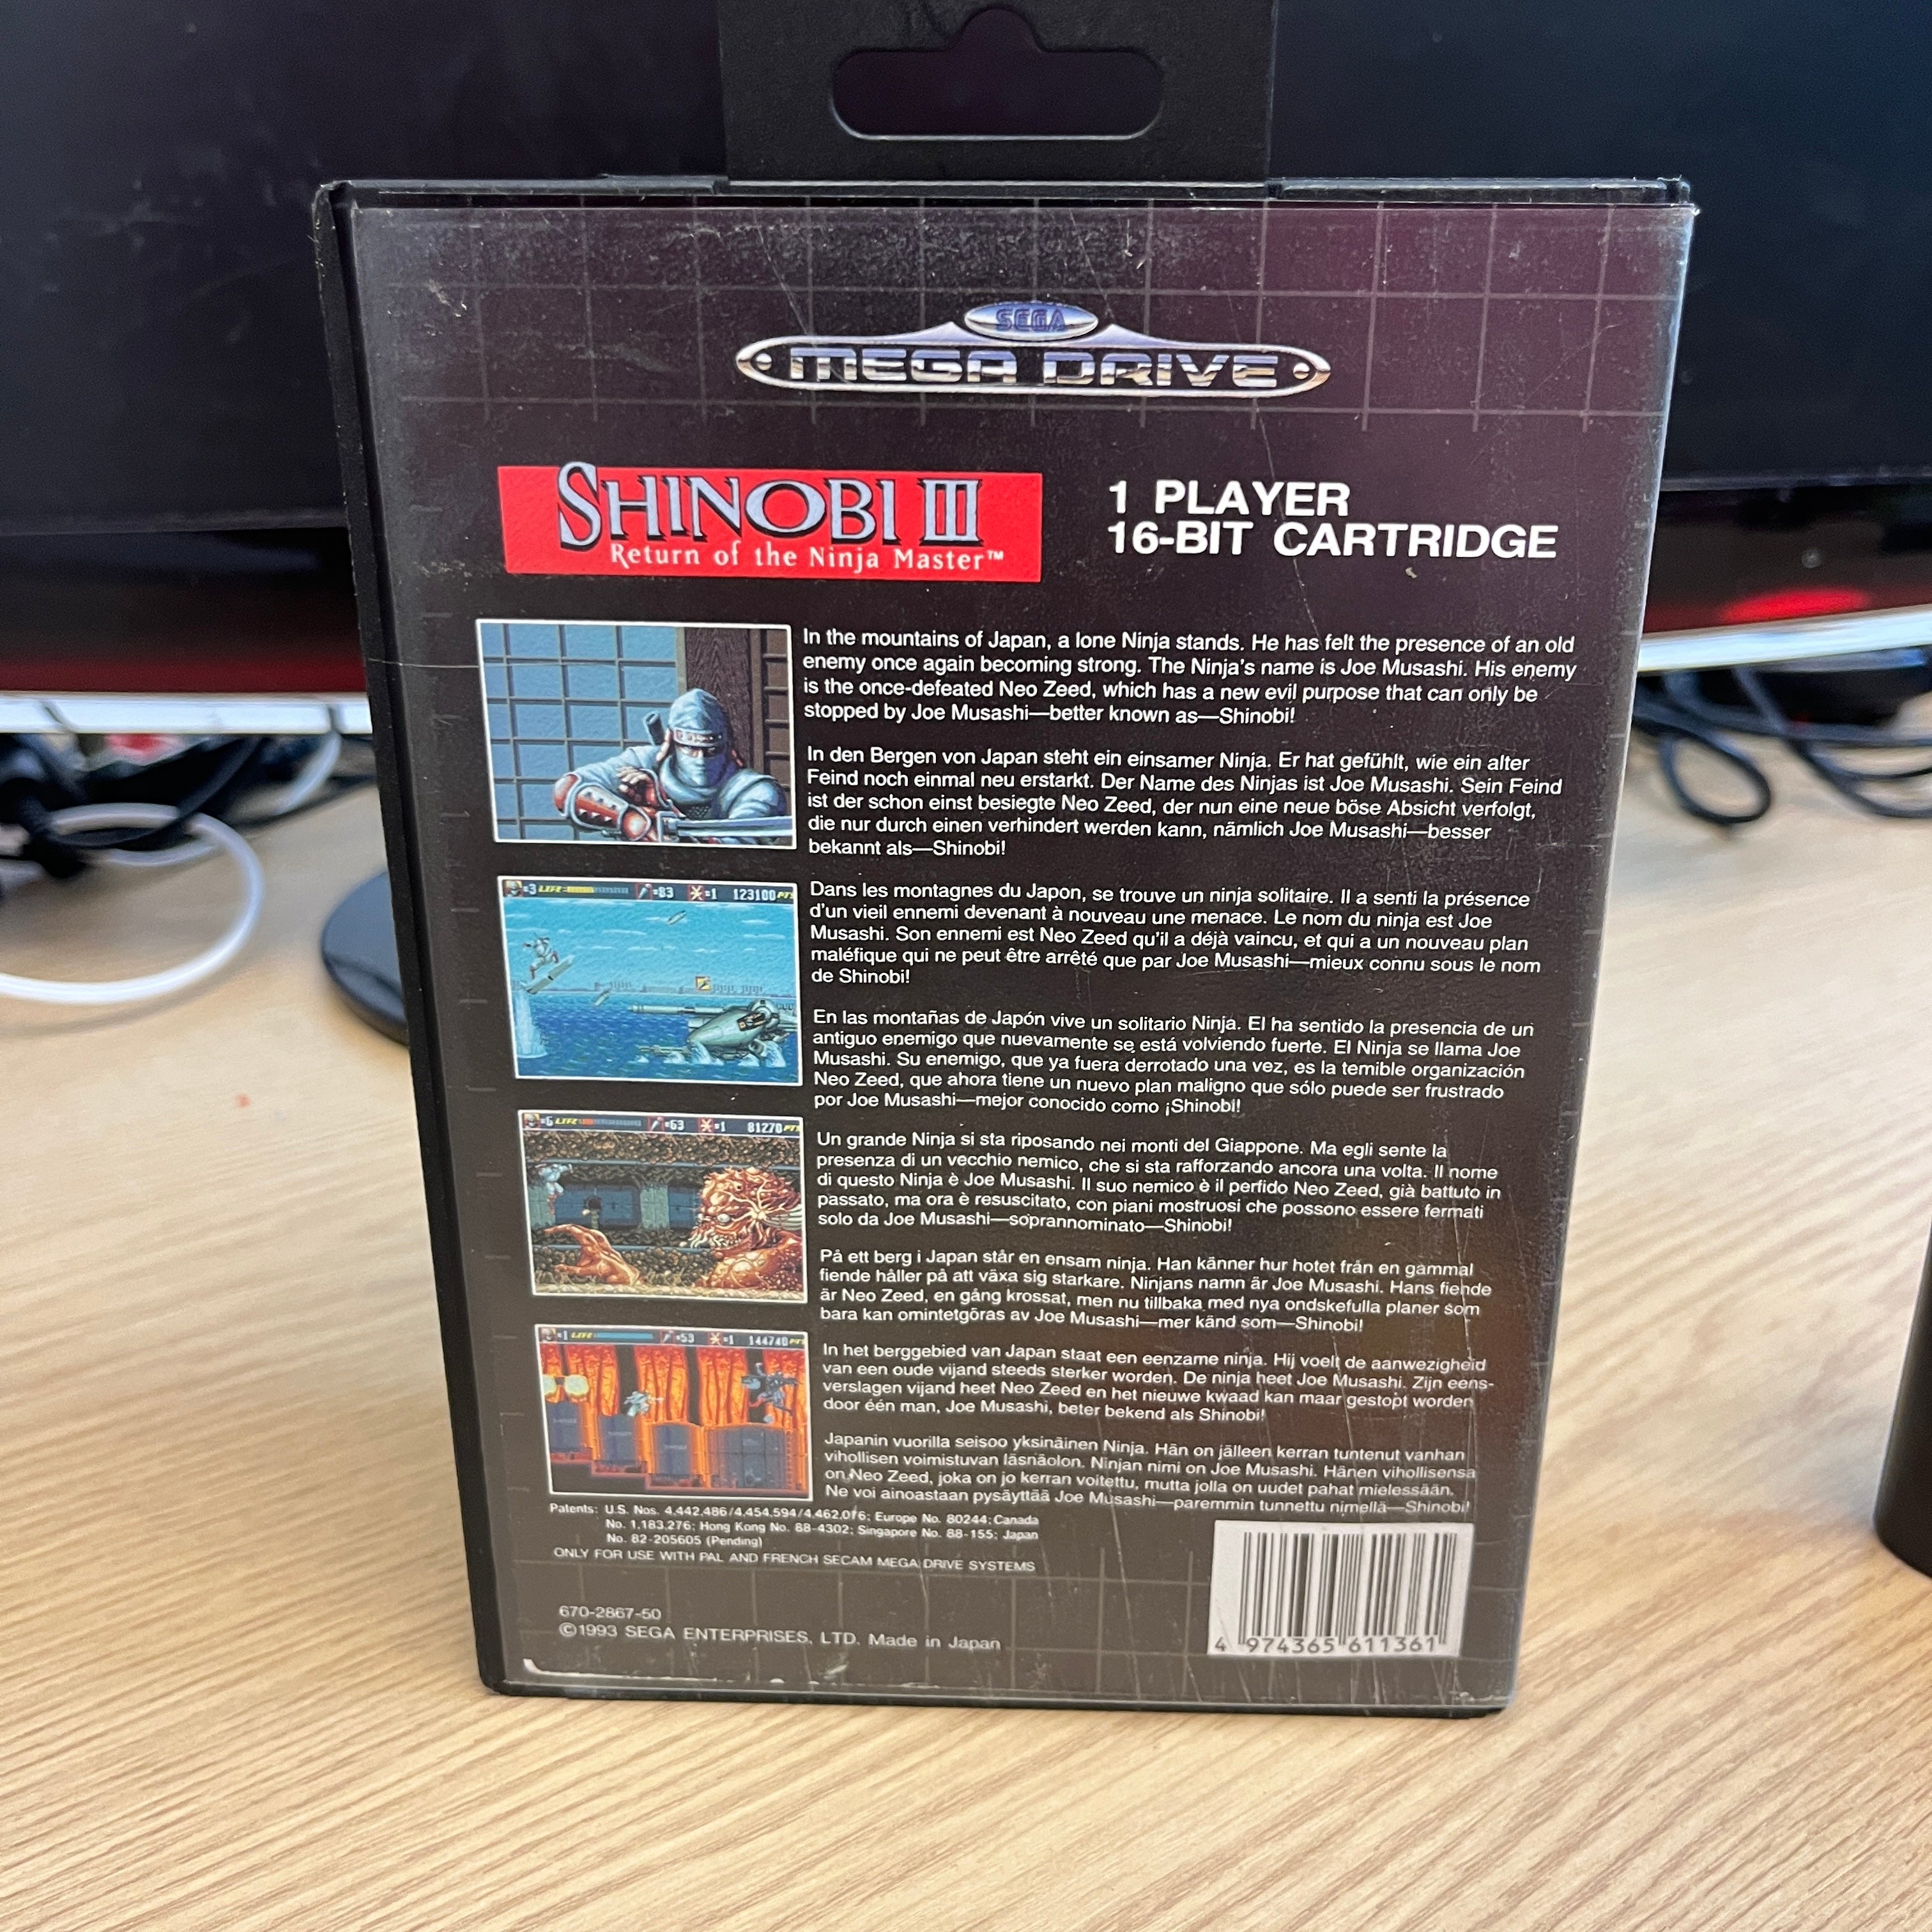 SEGA
MEGA DRIVE
SHINOBI III
Return of the Ninja Master™
1 PLAYER
16-BIT CARTRIDGE
In the mountains of Japan, a lone Ninja stands. He has felt the presence of an old
enemy once again becoming strong. The Ninja's name is Joe Musashi. His enemy
is the once-defeated Neo Zeed, which has a new evil purpose that can only be
stopped by Joe Musashi—better known as—Shinobi!
In den Bergen von Japan steht ein einsamer Ninja. Er hat gefühlt, wie ein alter
Feind noch einmal neu erstarkt. Der Name des Ninjas ist Joe Musashi. Sein Feind
ist der schon einst besiegte Neo Zeed, der nun eine neue böse Absicht verfolgt,
die nur durch einen verhindert werden kann, nämlich Joe Musashi—besser
bekannt als—Shinobi!
=3 LIFE =83 =1 123100 PTS
Dans les montagnes du Japon, se trouve un ninja solitaire. Il a senti la présence
d'un vieil ennemi devenant à nouveau une menace. Le nom du ninja est Joe
Musashi. Son ennemi est Neo Zeed qu'il a déjà vaincu, et qui a un nouveau plan
maléfique qui ne peut être arrêté que par Joe Musashi—mieux connu sous le nom
de Shinobi!
En las montañas de Japón vive un solitario Ninja. El ha sentido la presencia de un
antiguo enemigo que nuevamente se está volviendo fuerte. El Ninja se llama Joe
Musashi. Su enemigo, que ya fuera derrotado una vez, es la temible organización
Neo Zeed, que ahora tiene un nuevo plan maligno que sólo puede ser frustrado
por Joe Musashi—mejor conocido como ¡Shinobi!
=6 LIFE =63 =1 81270 PTS
Un grande Ninja si sta riposando nei monti del Giappone. Ma egli sente la
presenza di un vecchio nemico, che si sta rafforzando ancora una volta. Il nome
di questo Ninja è Joe Musashi. Il suo nemico è il perfido Neo Zeed, già battuto in
passato, ma ora è resuscitato, con piani mostruosi che possono essere fermati
solo da Joe Musashi—soprannominato—Shinobi!
På ett berg i Japan står en ensam ninja. Han känner hur hotet från en gammal
fiende håller på att växa sig starkare. Ninjans namn är Joe Musashi. Hans fiende
är Neo Zeed, en gång krossat, men nu tillbaka med nya ondskefulla planer som
bara kan omintetgöras av Joe Musashi—mer känd som—Shinobi!
=1 LIFE =53 =1 144740 PTS
In het berggebied van Japan staat een eenzame ninja. Hij voelt de aanwezigheid
van een oude vijand steeds sterker worden. De ninja heet Joe Musashi. Zijn eens-
verslagen vijand heet Neo Zeed en het nieuwe kwaad kan maar gestopt worden
door één man, Joe Musashi, beter bekend als Shinobi!
Japanin vuorilla seisoo yksinäinen Ninja. Hän on jälleen kerran tuntenut vanhan
vihollisen voimistuvan läsnäolon. Ninjan nimi on Joe Musashi. Hänen vihollisensa
on Neo Zeed, joka on jo kerran voitettu, mutta jolla on uudet pahat mielessään.
Ne voi ainoastaan pysäyttää Joe Musashi—paremmin tunnettu nimellä—Shinobi!
Patents: U.S. Nos. 4,442,486/4,454,594/4,462,076; Europe No. 80244; Canada
No. 1,183,276; Hong Kong No. 88-4302; Singapore No. 88-155; Japan
No. 82-205605 (Pending)
ONLY FOR USE WITH PAL AND FRENCH SECAM MEGA DRIVE SYSTEMS
670-2867-50
©1993 SEGA ENTERPRISES, LTD. Made in Japan
4 974365 611361